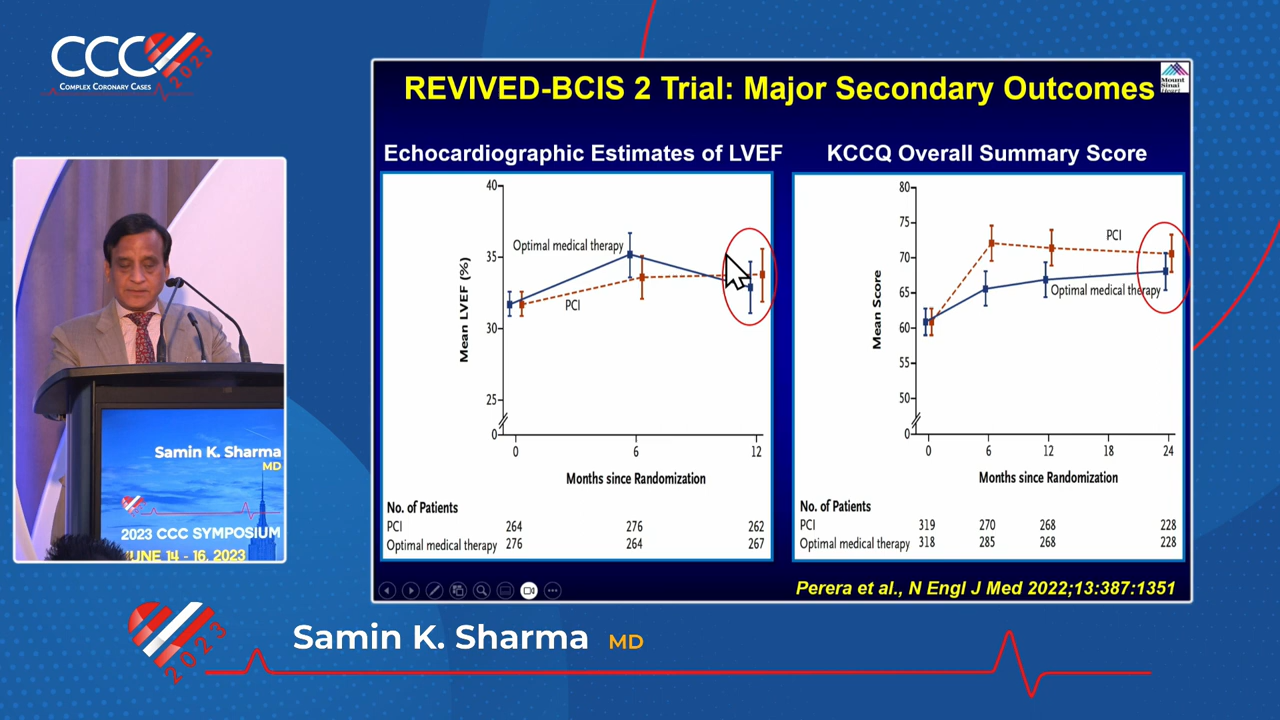 CCC
2023
COMPLEX CORONARY CASES
REVIVED-BCIS 2 Trial: Major Secondary Outcomes
Mount
Sinai
Heart
Echocardiographic Estimates of LVEF
KCCQ Overall Summary Score
40
35
30
25
0
Mean LVEF (%)
Optimal medical therapy
PCI
0
6
12
Months since Randomization
No. of Patients
PCI 264 276 262
Optimal medical therapy 276 264 267
80
75
70
65
60
55
50
0
Mean Score
PCI
Optimal medical therapy
0
6
12
18
24
Months since Randomization
No. of Patients
PCI 319 270 268 228
Optimal medical therapy 318 285 268 228
Perera et al., N Engl J Med 2022;13:387:1351
Samin K. Sharma
MD
2023 CCC SYMPOSIUM
JUNE 14 - 16, 2023
2023
Samin K. Sharma MD